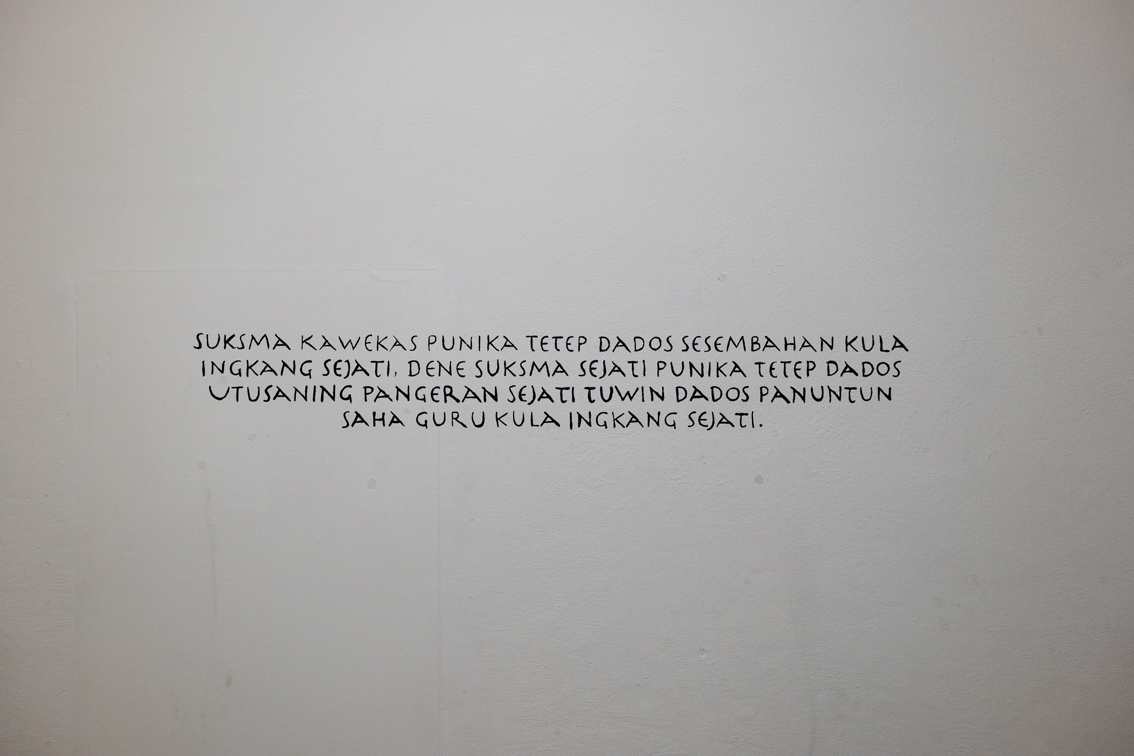 SUKSMA KAWEKAS PUNIKA TETEP DADOS SESEMBAHAN KULA
INGKANG SEJATI, DENE SUKSMA SEJATI PUNIKA TETEP DADOS
UTUSANING PANGERAN SEJATI TUWIN DADOS PANUNTUN
SAHA GURU KULA INGKANG SEJATI.